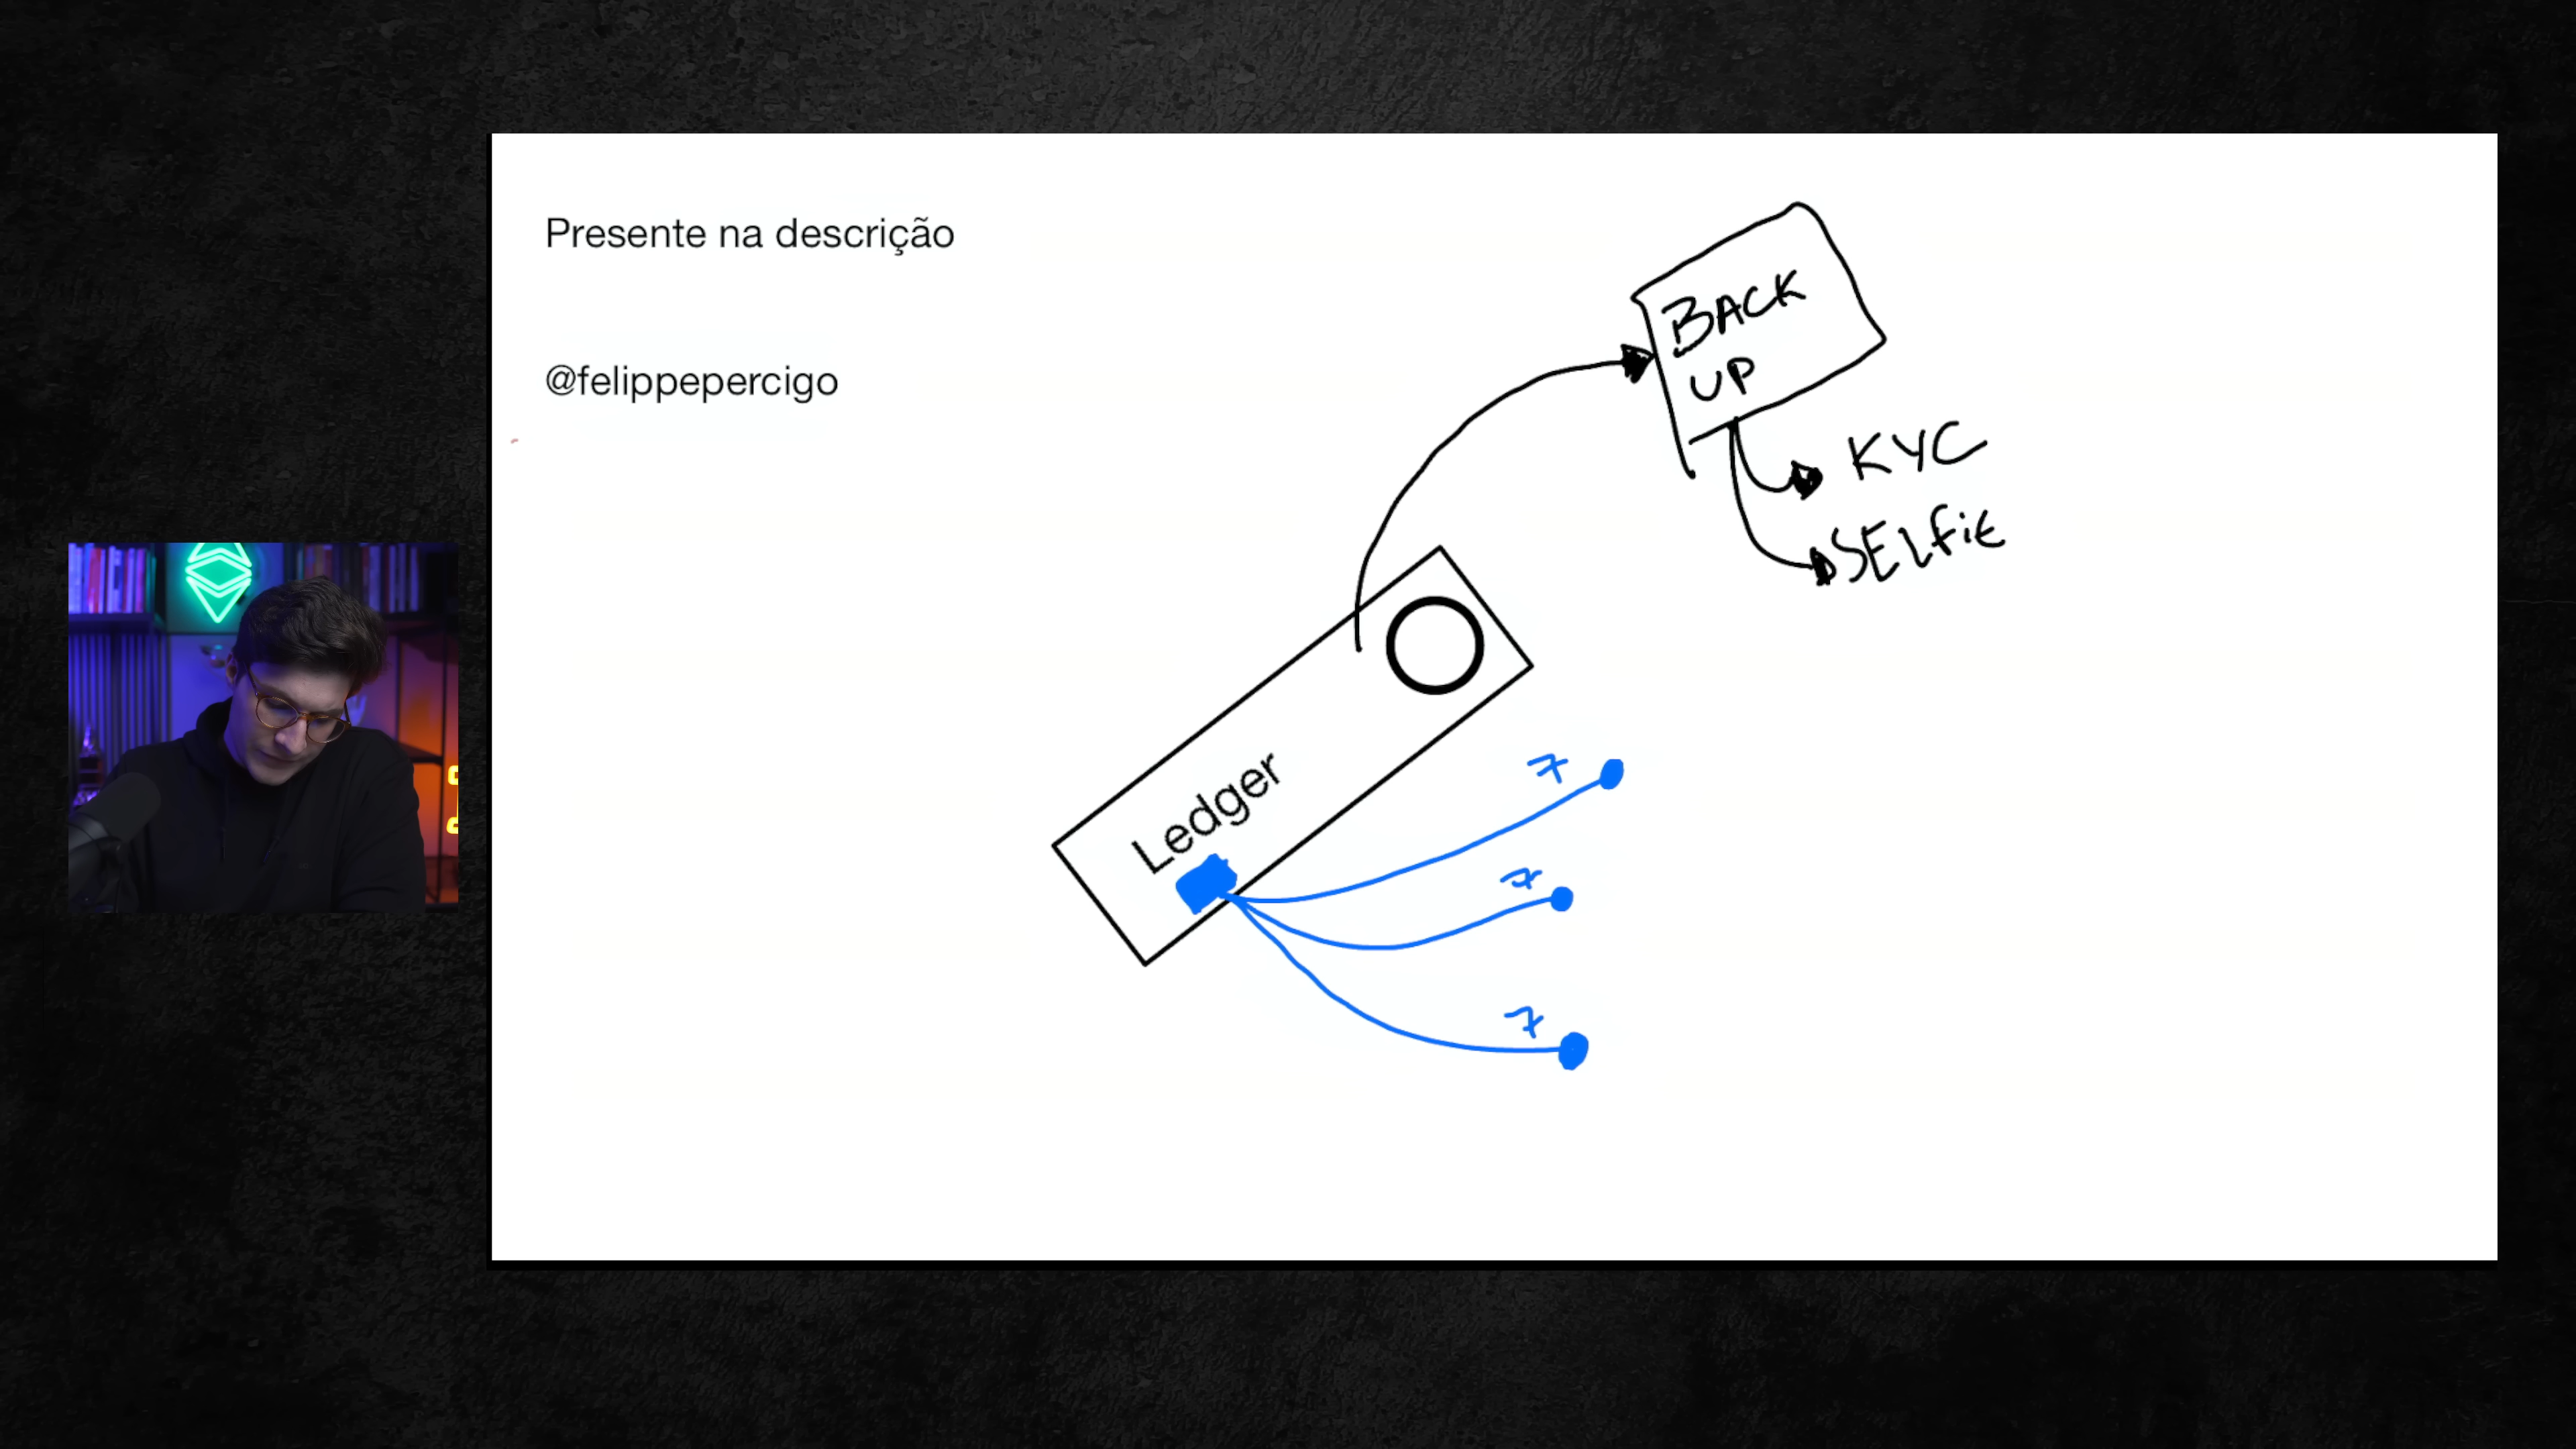 Presente na descrição
@felippepercigo
BACK
UP
KYC
SELfiE
Ledger
7
7
7